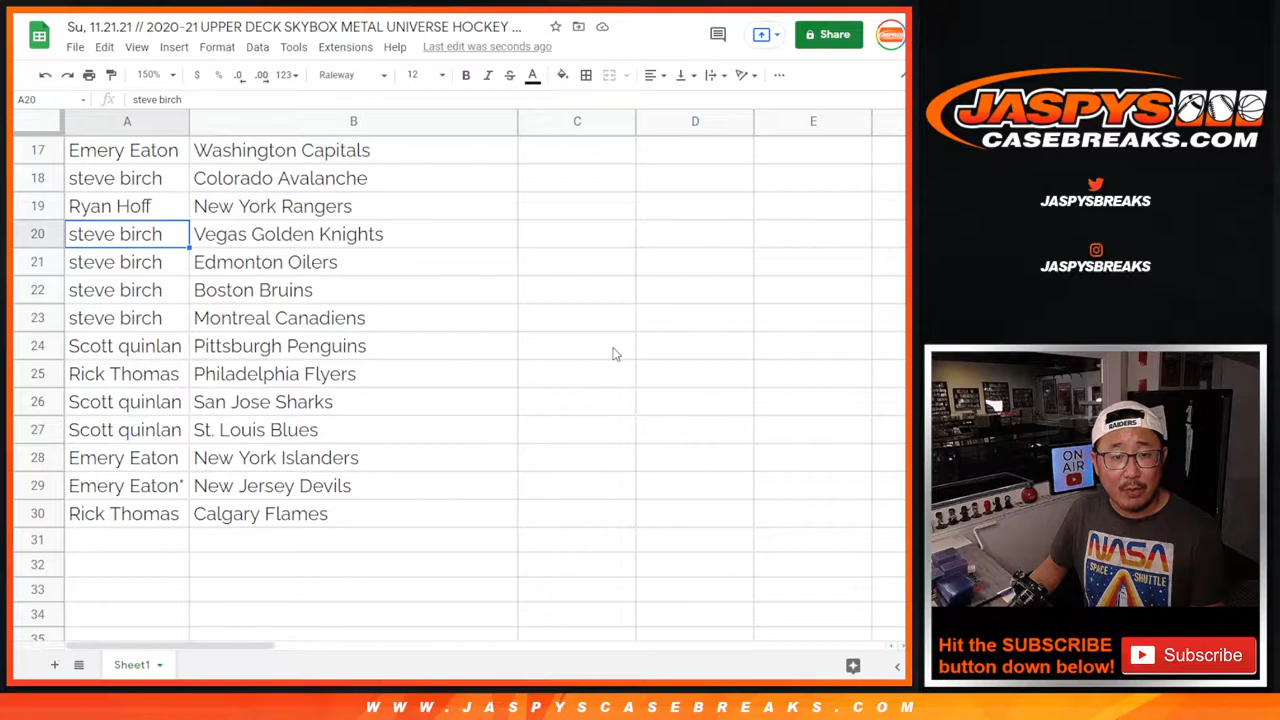 Su, 11.21.21 // 2020-21 UPPER DECK SKYBOX METAL UNIVERSE HOCKEY ...
File Edit View Insert Format Data Tools Extensions Help Last edit was seconds ago
Share
150% $ % .0 .00 123 Raleway 12 B I S A
A20 fx steve birch
A B C D E
17 Emery Eaton Washington Capitals
18 steve birch Colorado Avalanche
19 Ryan Hoff New York Rangers
20 steve birch Vegas Golden Knights
21 steve birch Edmonton Oilers
22 steve birch Boston Bruins
23 steve birch Montreal Canadiens
24 Scott quinlan Pittsburgh Penguins
25 Rick Thomas Philadelphia Flyers
26 Scott quinlan San Jose Sharks
27 Scott quinlan St. Louis Blues
28 Emery Eaton New York Islanders
29 Emery Eaton* New Jersey Devils
30 Rick Thomas Calgary Flames
31
32
33
34
35
Sheet1
JASPYS
CASEBREAKS.COM
JASPYSBREAKS
JASPYSBREAKS
RAIDERS
ON
AIR
NASA
SPACE SHUTTLE
Hit the SUBSCRIBE
button down below!
Subscribe
WWW.JASPYSCASEBREAKS.COM